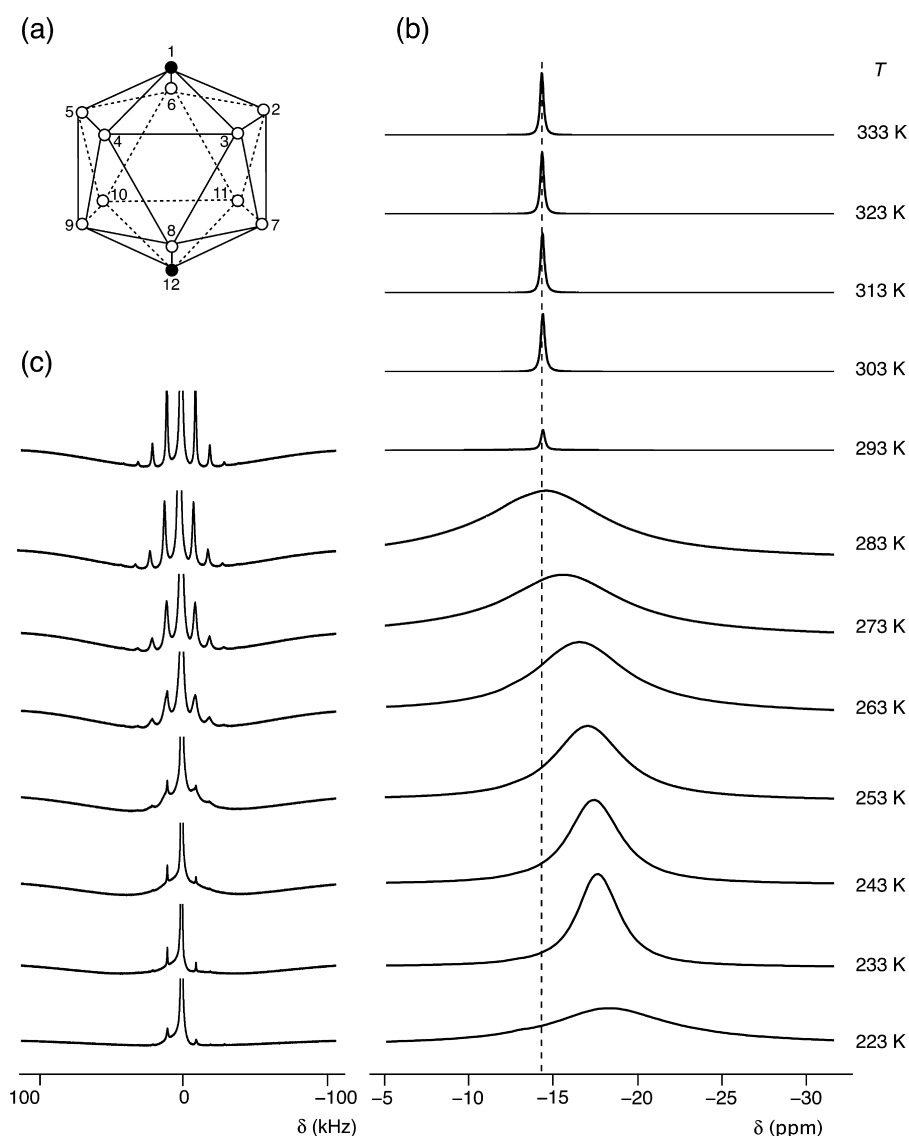 (a)
1
6
5
2
4
3
10
11
9
8
7
12
(b)
T
333 K
323 K
313 K
303 K
293 K
283 K
273 K
263 K
253 K
243 K
233 K
223 K
−5
−10
−15
−20
−25
−30
δ (ppm)
(c)
100
0
−100
δ (kHz)